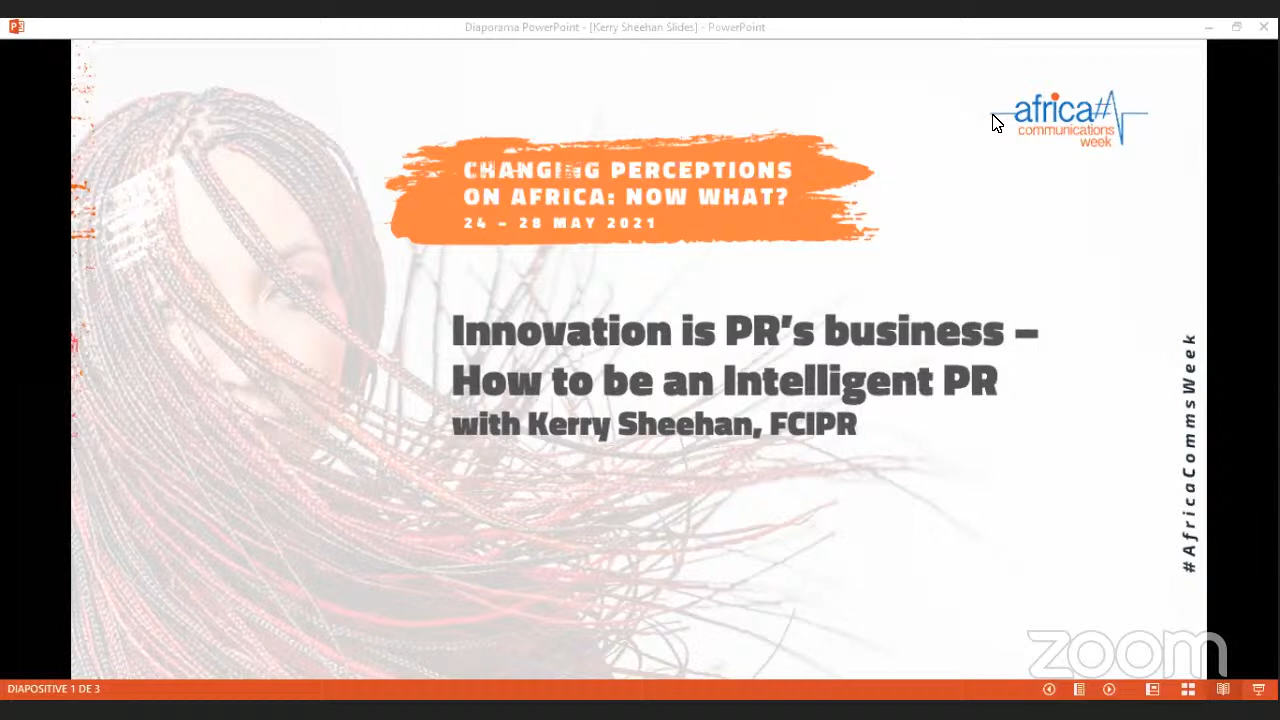 Diaporama PowerPoint - [Kerry Sheehan Slides] - PowerPoint
africa#
communications
week
CHANGING PERCEPTIONS
ON AFRICA: NOW WHAT?
24 – 28 MAY 2021
Innovation is PR's business –
How to be an Intelligent PR
with Kerry Sheehan, FCIPR
#AfricaCommsWeek
zoom
DIAPOSITIVE 1 DE 3